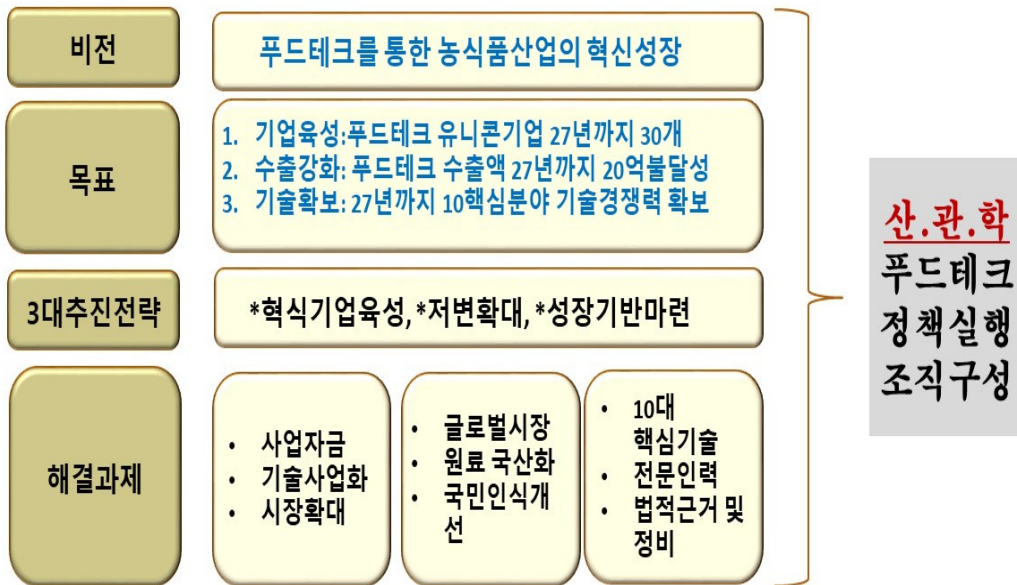 비전
푸드테크를 통한 농식품산업의 혁신성장
목표
1. 기업육성:푸드테크 유니콘기업 27년까지 30개
2. 수출강화: 푸드테크 수출액 27년까지 20억불달성
3. 기술확보: 27년까지 10핵심분야 기술경쟁력 확보
3대추진전략
*혁식기업육성, *저변확대, *성장기반마련
해결과제
• 사업자금
• 기술사업화
• 시장확대
• 글로벌시장
• 원료 국산화
• 국민인식개
선
• 10대
핵심기술
• 전문인력
• 법적근거 및
정비
산.관.학
푸드테크
정책실행
조직구성